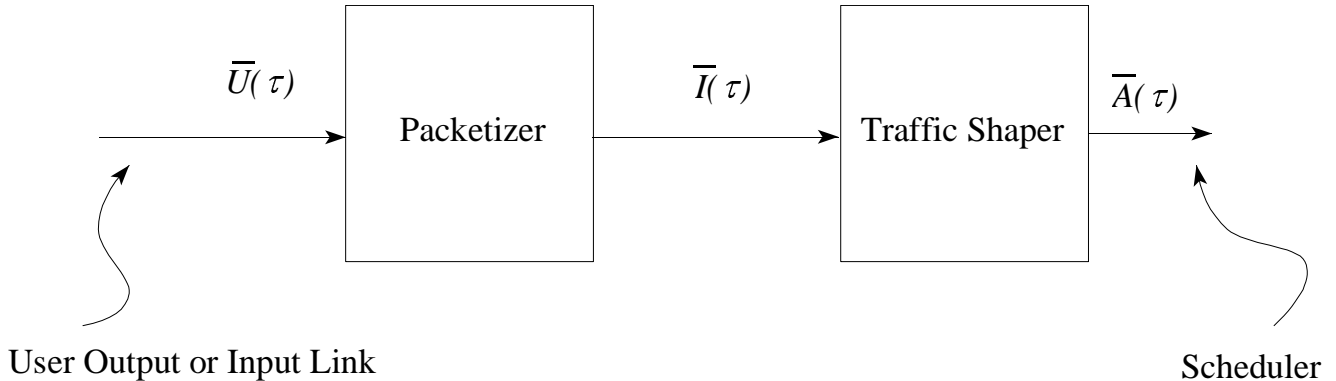 U̅(τ)
I̅(τ)
A̅(τ)
Packetizer
Traffic Shaper
User Output or Input Link
Scheduler